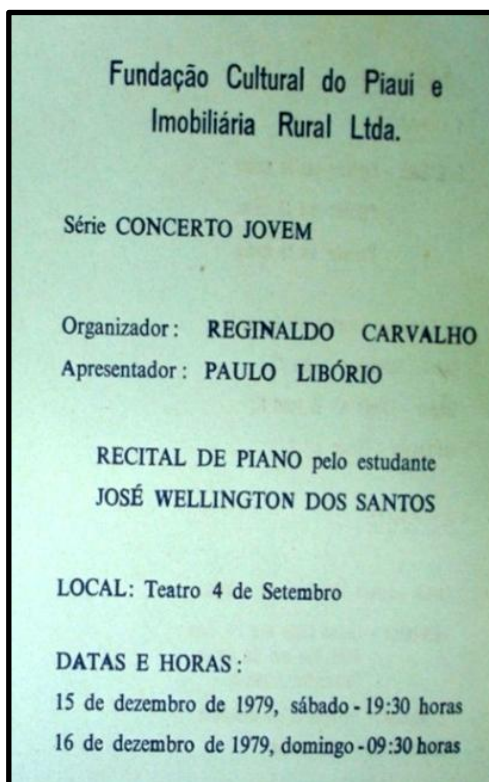 Fundação Cultural do Piauí e
Imobiliária Rural Ltda.
Série CONCERTO JOVEM
Organizador: REGINALDO CARVALHO
Apresentador: PAULO LIBÓRIO
RECITAL DE PIANO pelo estudante
JOSÉ WELLINGTON DOS SANTOS
LOCAL: Teatro 4 de Setembro
DATAS E HORAS:
15 de dezembro de 1979, sábado - 19:30 horas
16 de dezembro de 1979, domingo - 09:30 horas